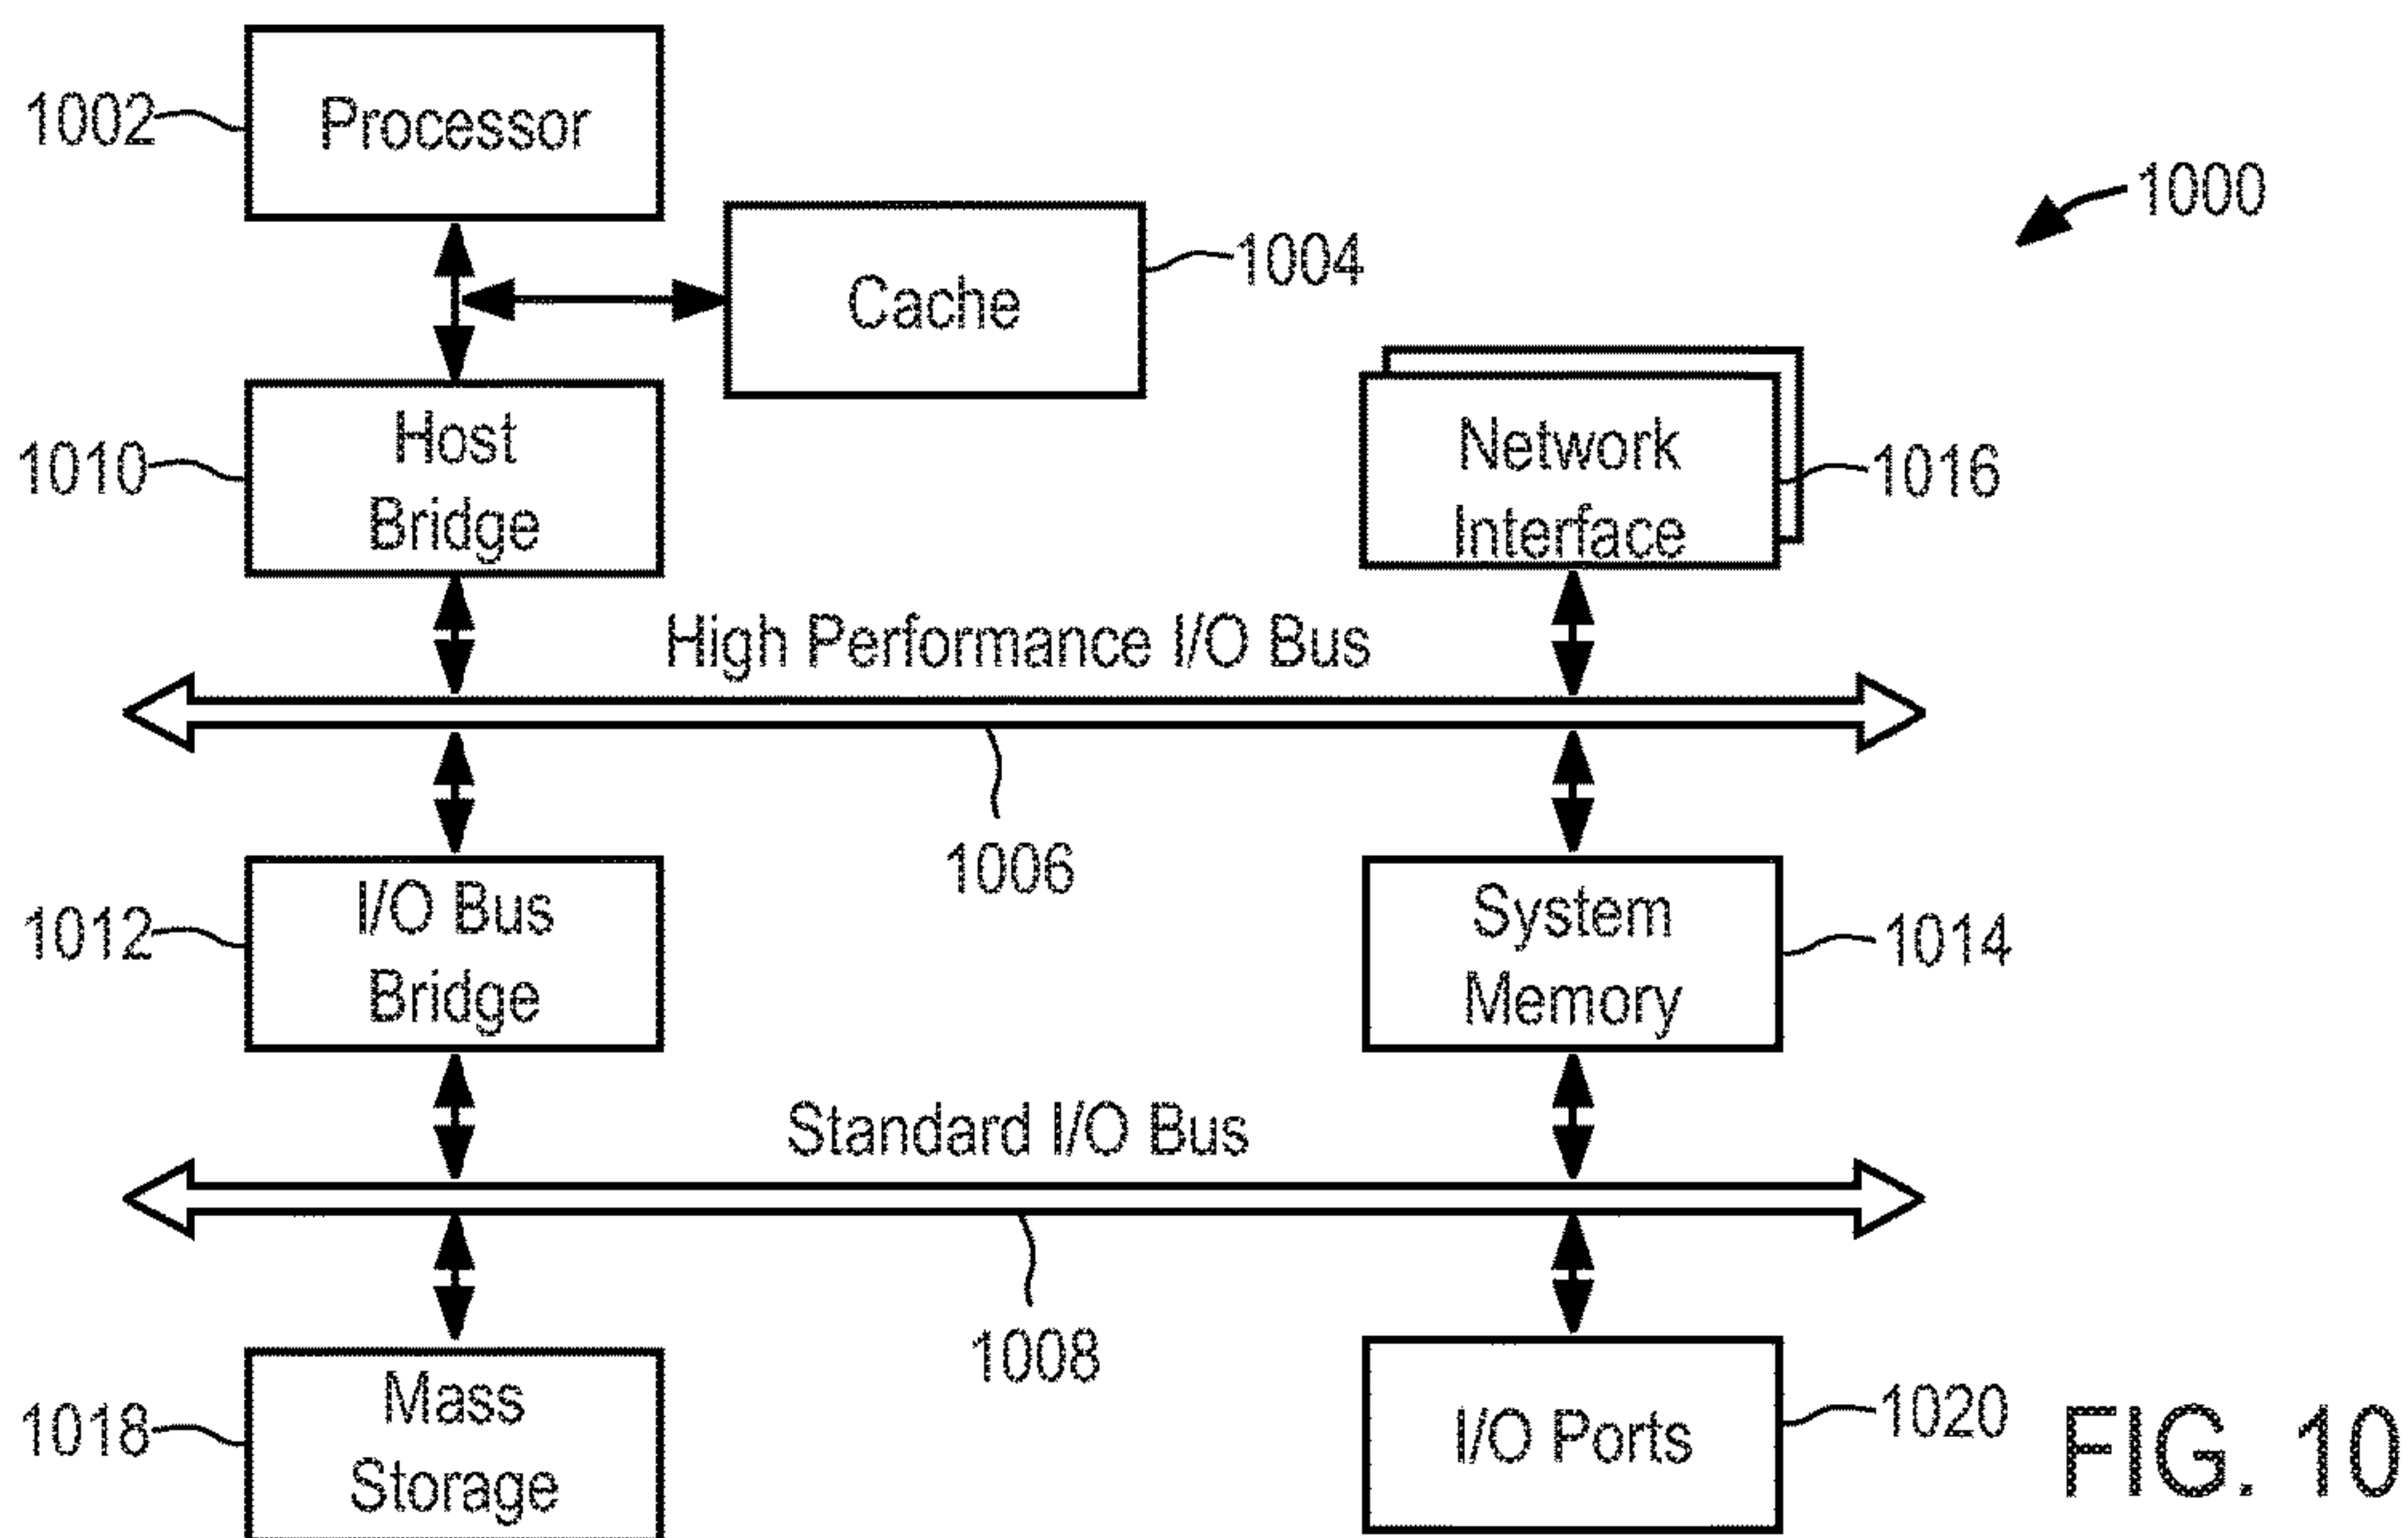 1002
Processor
1000
Cache
1004
1010
Host
Bridge
Network
Interface
1016
High Performance I/O Bus
1006
1012
I/O Bus
Bridge
System
Memory
1014
Standard I/O Bus
1008
1018
Mass
Storage
I/O Ports
1020
FIG. 10